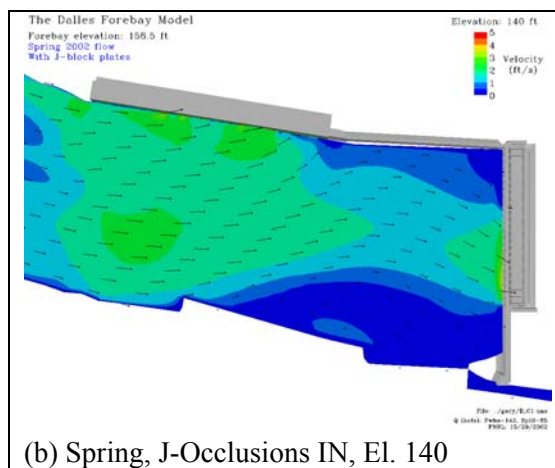 The Dalles Forebay Model
Forebay elevation: 158.5 ft
Spring 2002 flow
With J-block plates
Elevation: 140 ft
5
4
3
2
1
0
Velocity
(ft/s)
File:
PNNL 10/29/2002
(b) Spring, J-Occlusions IN, El. 140